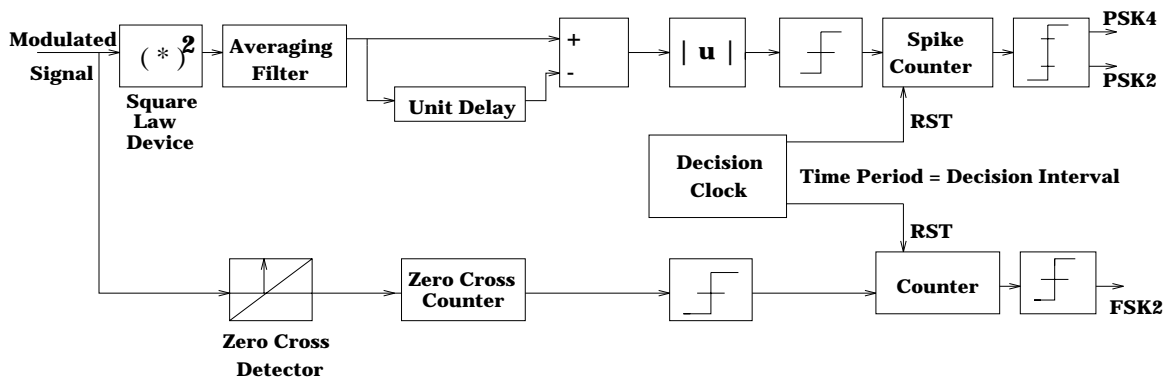 PSK4
Modulated
Signal
( * ) 2
Averaging
Filter
+
-
| u |
Spike
Counter
PSK2
Square
Law
Device
Unit Delay
RST
Decision
Clock
Time Period = Decision Interval
RST
Zero Cross
Counter
Counter
FSK2
Zero Cross
Detector